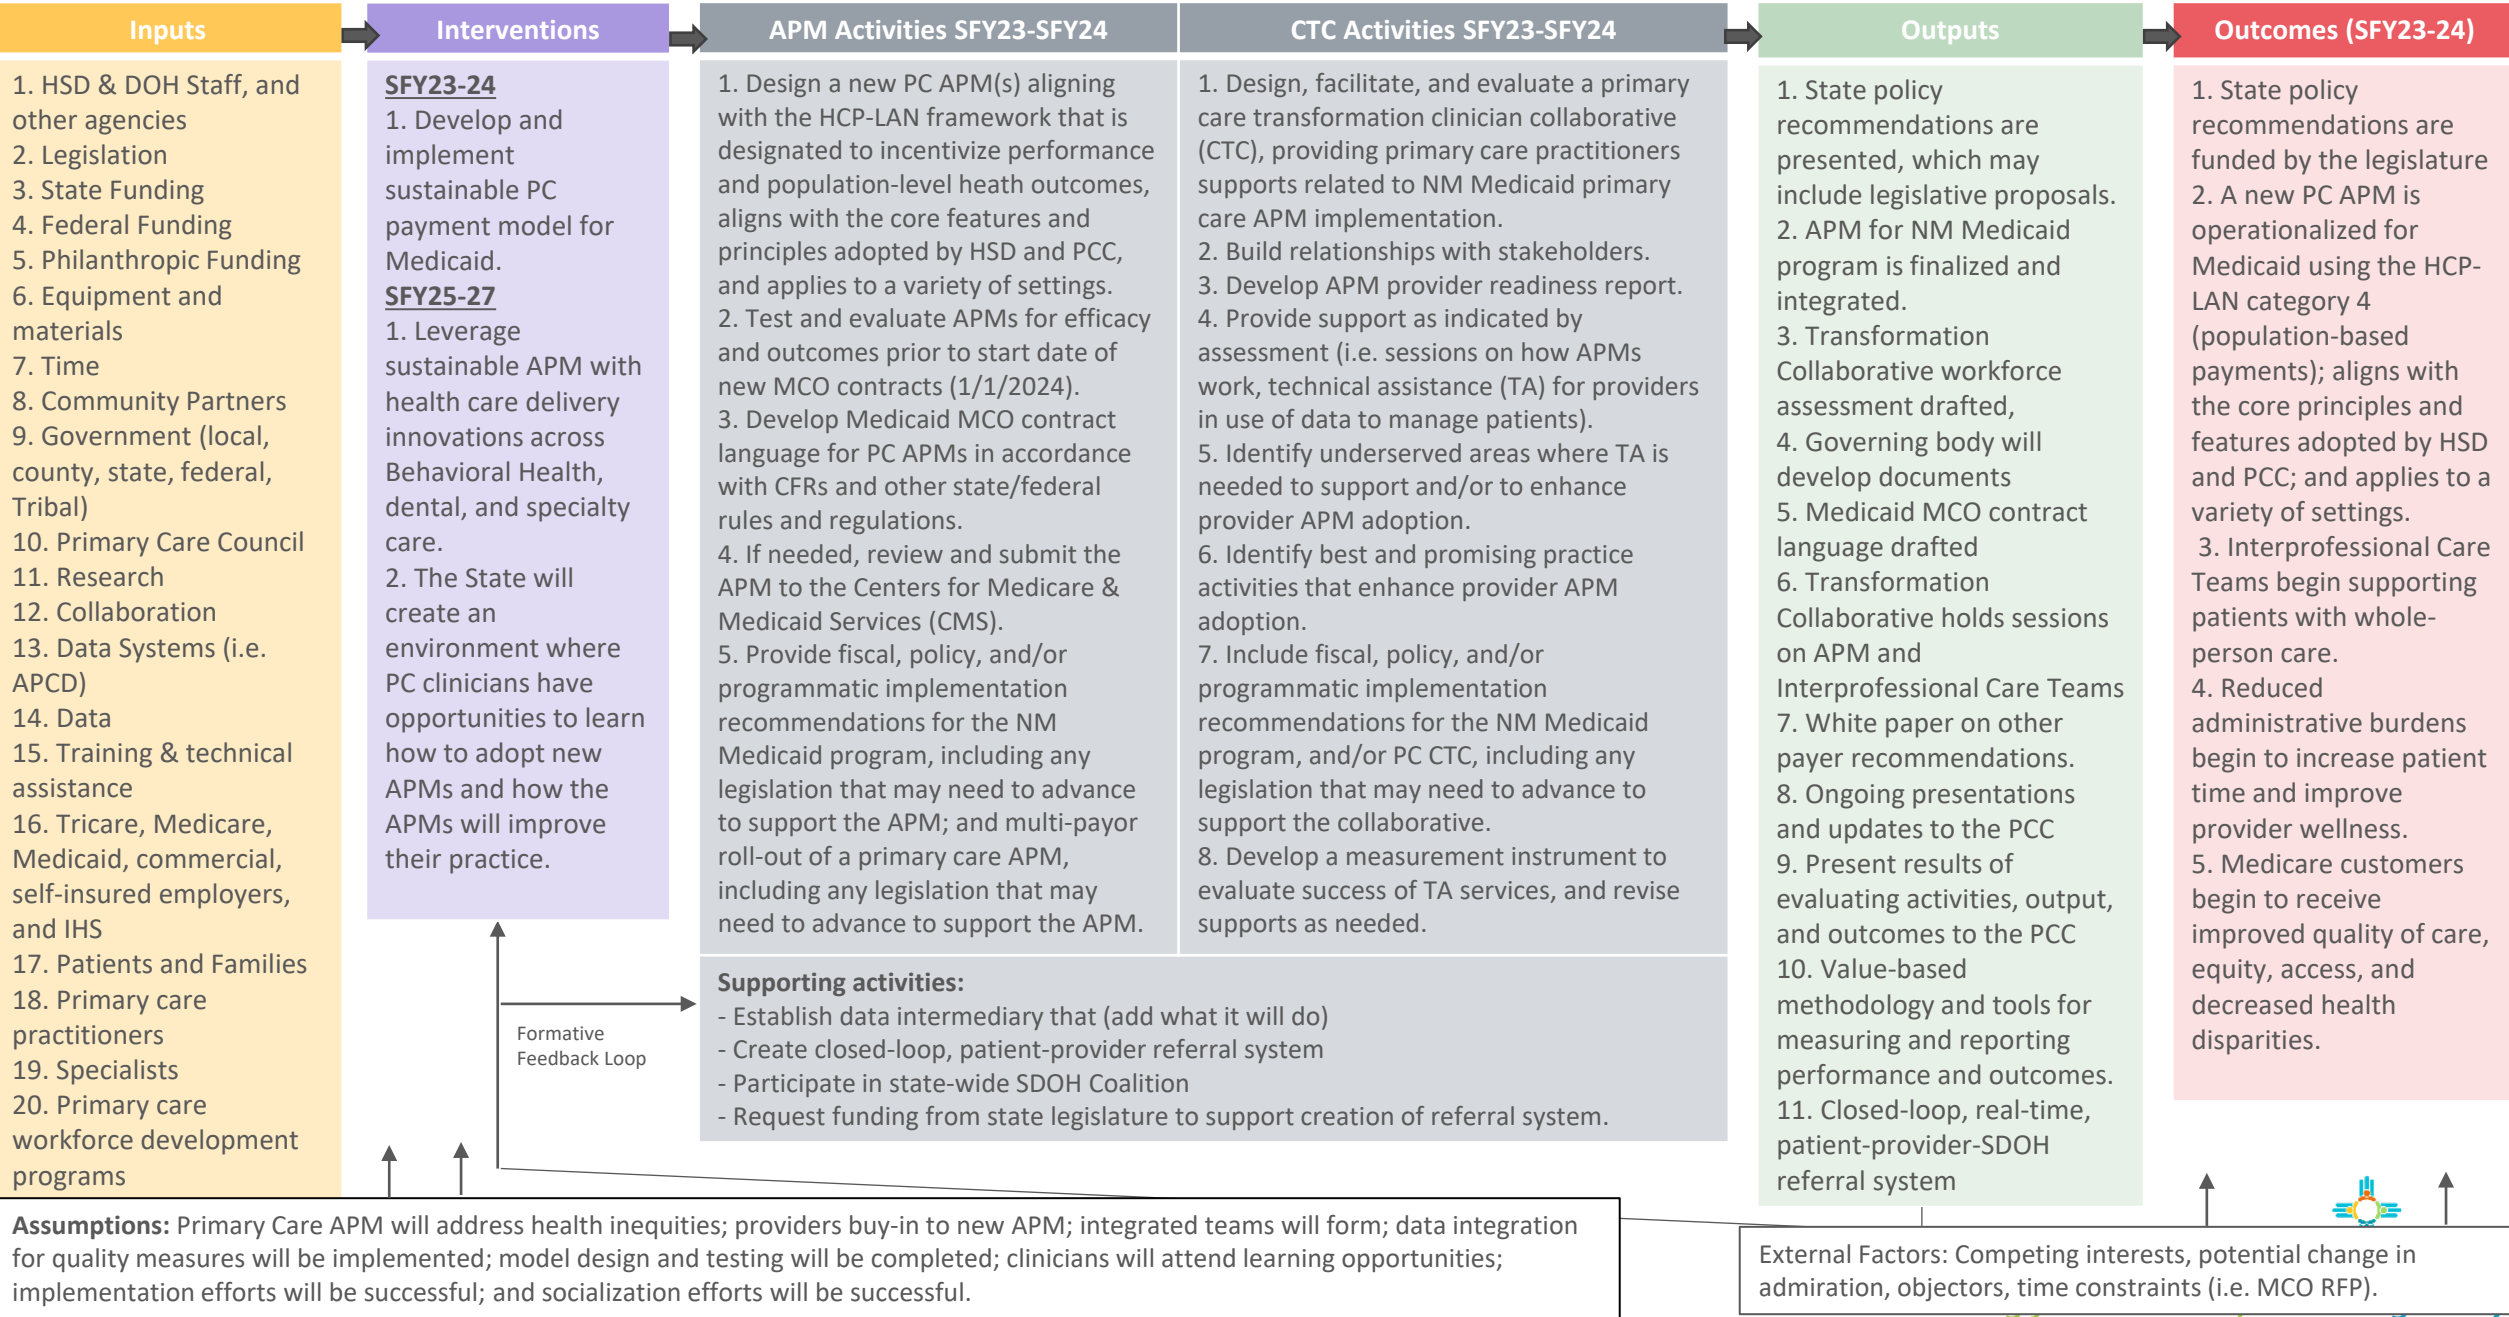 Inputs
1. HSD & DOH Staff, and
other agencies
2. Legislation
3. State Funding
4. Federal Funding
5. Philanthropic Funding
6. Equipment and
materials
7. Time
8. Community Partners
9. Government (local,
county, state, federal,
Tribal)
10. Primary Care Council
11. Research
12. Collaboration
13. Data Systems (i.e.
APCD)
14. Data
15. Training & technical
assistance
16. Tricare, Medicare,
Medicaid, commercial,
self-insured employers,
and IHS
17. Patients and Families
18. Primary care
practitioners
19. Specialists
20. Primary care
workforce development
programs
Interventions
SFY23-24
1. Develop and
implement
sustainable PC
payment model for
Medicaid.
SFY25-27
1. Leverage
sustainable APM with
health care delivery
innovations across
Behavioral Health,
dental, and specialty
care.
2. The State will
create an
environment where
PC clinicians have
opportunities to learn
how to adopt new
APMs and how the
APMs will improve
their practice.
Formative
Feedback Loop
APM Activities SFY23-SFY24
1. Design a new PC APM(s) aligning
with the HCP-LAN framework that is
designated to incentivize performance
and population-level heath outcomes,
aligns with the core features and
principles adopted by HSD and PCC,
and applies to a variety of settings.
2. Test and evaluate APMs for efficacy
and outcomes prior to start date of
new MCO contracts (1/1/2024).
3. Develop Medicaid MCO contract
language for PC APMs in accordance
with CFRs and other state/federal
rules and regulations.
4. If needed, review and submit the
APM to the Centers for Medicare &
Medicaid Services (CMS).
5. Provide fiscal, policy, and/or
programmatic implementation
recommendations for the NM
Medicaid program, including any
legislation that may need to advance
to support the APM; and multi-payor
roll-out of a primary care APM,
including any legislation that may
need to advance to support the APM.
CTC Activities SFY23-SFY24
1. Design, facilitate, and evaluate a primary
care transformation clinician collaborative
(CTC), providing primary care practitioners
supports related to NM Medicaid primary
care APM implementation.
2. Build relationships with stakeholders.
3. Develop APM provider readiness report.
4. Provide support as indicated by
assessment (i.e. sessions on how APMs
work, technical assistance (TA) for providers
in use of data to manage patients).
5. Identify underserved areas where TA is
needed to support and/or to enhance
provider APM adoption.
6. Identify best and promising practice
activities that enhance provider APM
adoption.
7. Include fiscal, policy, and/or
programmatic implementation
recommendations for the NM Medicaid
program, and/or PC CTC, including any
legislation that may need to advance to
support the collaborative.
8. Develop a measurement instrument to
evaluate success of TA services, and revise
supports as needed.
Supporting activities:
- Establish data intermediary that (add what it will do)
- Create closed-loop, patient-provider referral system
- Participate in state-wide SDOH Coalition
- Request funding from state legislature to support creation of referral system.
Outputs
1. State policy
recommendations are
presented, which may
include legislative proposals.
2. APM for NM Medicaid
program is finalized and
integrated.
3. Transformation
Collaborative workforce
assessment drafted,
4. Governing body will
develop documents
5. Medicaid MCO contract
language drafted
6. Transformation
Collaborative holds sessions
on APM and
Interprofessional Care Teams
7. White paper on other
payer recommendations.
8. Ongoing presentations
and updates to the PCC
9. Present results of
evaluating activities, output,
and outcomes to the PCC
10. Value-based
methodology and tools for
measuring and reporting
performance and outcomes.
11. Closed-loop, real-time,
patient-provider-SDOH
referral system
Outcomes (SFY23-24)
1. State policy
recommendations are
funded by the legislature
2. A new PC APM is
operationalized for
Medicaid using the HCP-
LAN category 4
(population-based
payments); aligns with
the core principles and
features adopted by HSD
and PCC; and applies to a
variety of settings.
3. Interprofessional Care
Teams begin supporting
patients with whole-
person care.
4. Reduced
administrative burdens
begin to increase patient
time and improve
provider wellness.
5. Medicare customers
begin to receive
improved quality of care,
equity, access, and
decreased health
disparities.
Assumptions: Primary Care APM will address health inequities; providers buy-in to new APM; integrated teams will form; data integration
for quality measures will be implemented; model design and testing will be completed; clinicians will attend learning opportunities;
implementation efforts will be successful; and socialization efforts will be successful.
External Factors: Competing interests, potential change in
admiration, objectors, time constraints (i.e. MCO RFP).